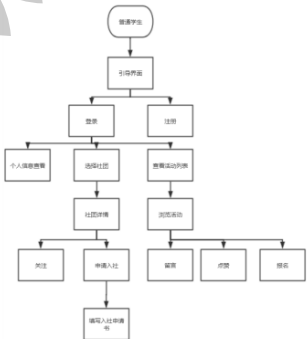 普通学生
引导界面
登录
注册
个人信息查看
选择社团
查看活动列表
社团详情
浏览活动
关注
申请入社
留言
点赞
报名
填写入社申请
书